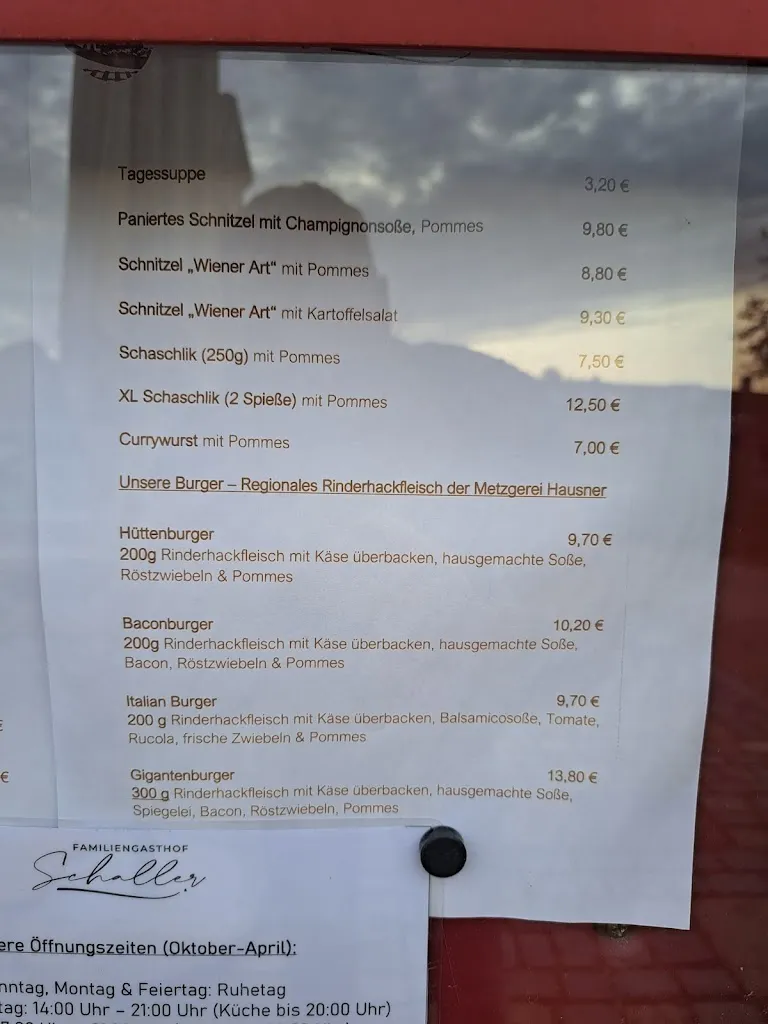 Tagessuppe 3,20 €
Paniertes Schnitzel mit Champignonsoße, Pommes 9,80 €
Schnitzel „Wiener Art“ mit Pommes 8,80 €
Schnitzel „Wiener Art“ mit Kartoffelsalat 9,30 €
Schaschlik (250g) mit Pommes 7,50 €
XL Schaschlik (2 Spieße) mit Pommes 12,50 €
Currywurst mit Pommes 7,00 €
Unsere Burger – Regionales Rinderhackfleisch der Metzgerei Hausner
Hüttenburger 9,70 €
200g Rinderhackfleisch mit Käse überbacken, hausgemachte Soße,
Röstzwiebeln & Pommes
Baconburger 10,20 €
200g Rinderhackfleisch mit Käse überbacken, hausgemachte Soße,
Bacon, Röstzwiebeln & Pommes
Italian Burger 9,70 €
200 g Rinderhackfleisch mit Käse überbacken, Balsamicosoße, Tomate,
Rucola, frische Zwiebeln & Pommes
Gigantenburger 13,80 €
300 g Rinderhackfleisch mit Käse überbacken, hausgemachte Soße,
Spiegelei, Bacon, Röstzwiebeln, Pommes
€
€
FAMILIENGASTHOF
Schaller
ere Öffnungszeiten (Oktober-April):
nntag, Montag & Feiertag: Ruhetag
tag: 14:00 Uhr – 21:00 Uhr (Küche bis 20:00 Uhr)